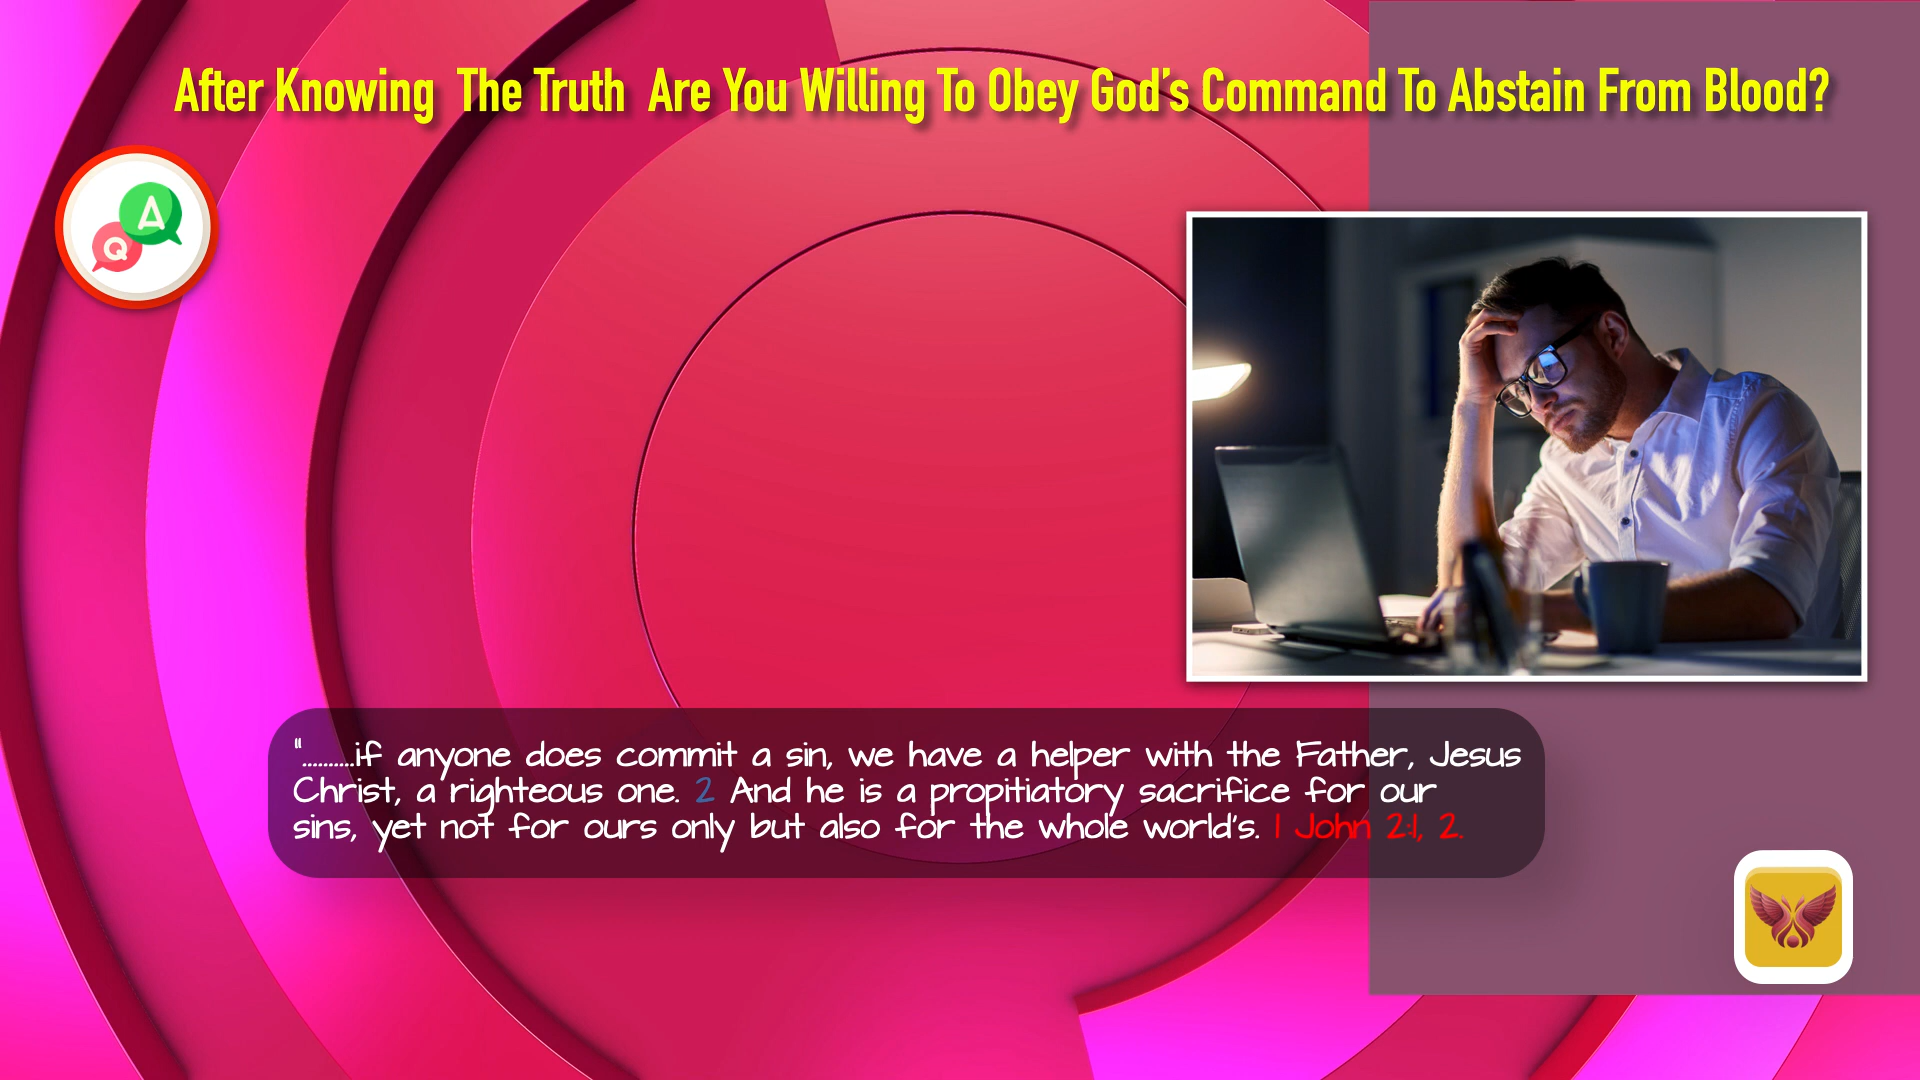 After Knowing The Truth Are You Willing To Obey God's Command To Abstain From Blood?
A
Q
"..........if anyone does commit a sin, we have a helper with the Father, Jesus
Christ, a righteous one. 2 And he is a propitiatory sacrifice for our
sins, yet not for ours only but also for the whole world's. 1 John 2:1, 2.